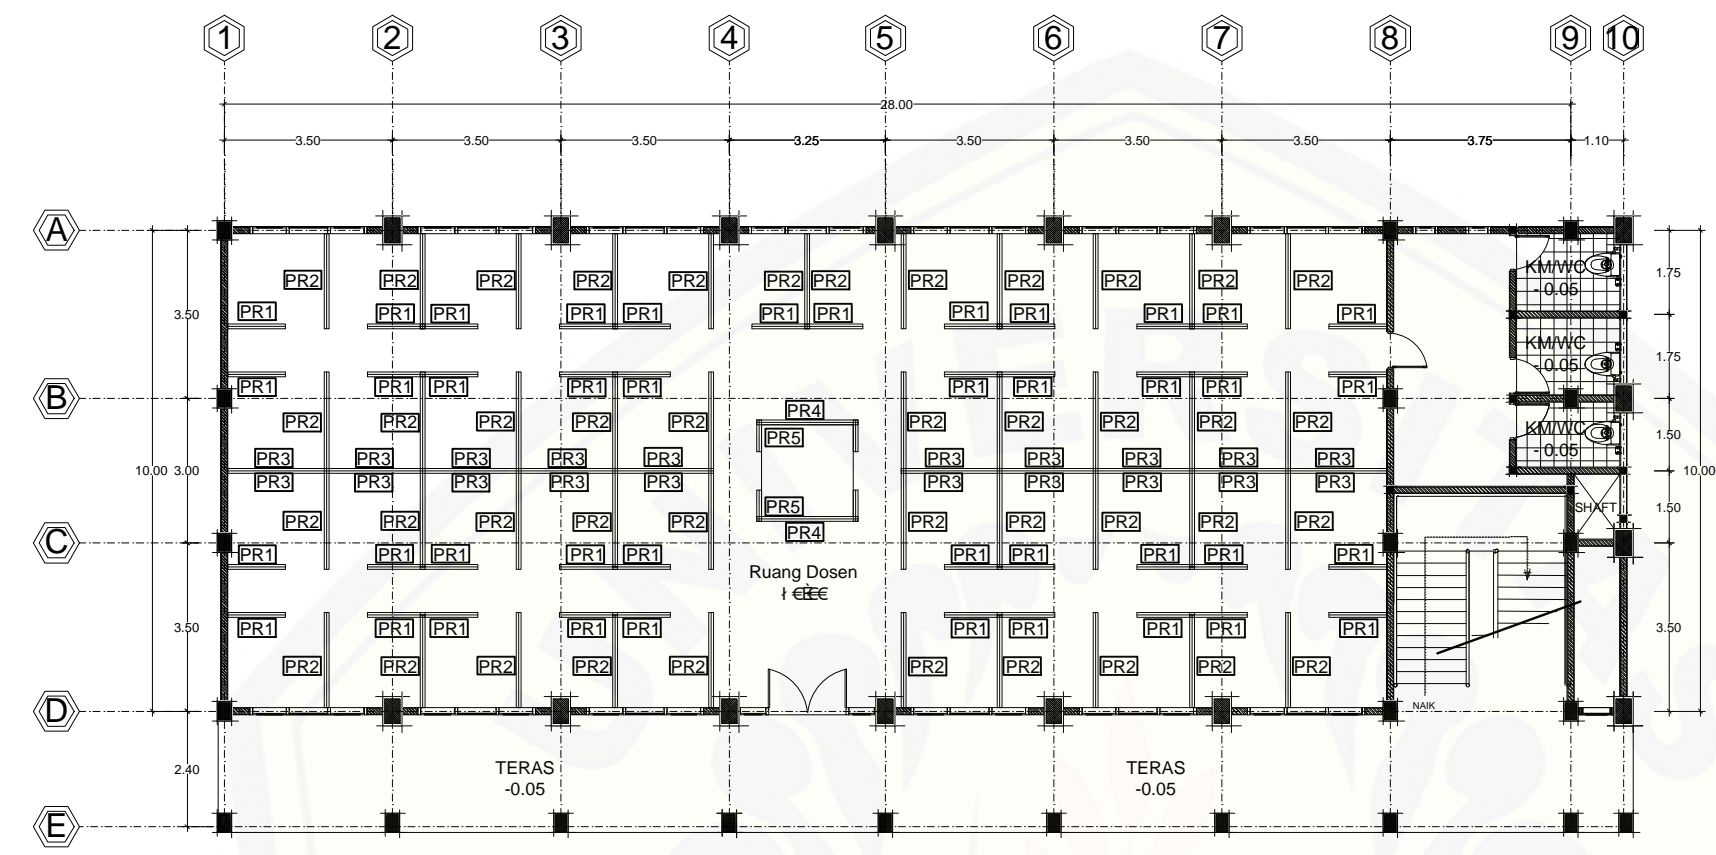 1 2 3 4 5 6 7 8 9 10
28.00
3.50 3.50 3.50 3.25 3.50 3.50 3.50 3.75 1.10
A
PR2 PR2 PR2 PR2 PR2 PR2 PR2 PR2 PR2 PR2 PR2 PR2 KM/WC 1.75
- 0.05
3.50 PR1 PR1 PR1 PR1 PR1 PR1 PR1 PR1 PR1 PR1 PR1 PR1
KM/WC 1.75
- 0.05
PR1 PR1 PR1 PR1 PR1 PR1 PR1 PR1 PR1 PR1
B
PR4
PR2 PR2 PR2 PR2 PR2 PR2 PR2 PR2 PR2 PR2 KM/WC 1.50
PR5
- 0.05
PR3 PR3 PR3 PR3 PR3 PR3 PR3 PR3 PR3 PR3
10.00 3.00 10.00
PR3 PR3 PR3 PR3 PR3 PR3 PR3 PR3 PR3 PR3
PR5 SHAFT 1.50
PR2 PR2 PR2 PR2 PR2 PR2 PR2 PR2 PR2 PR2
PR4
C
PR1 PR1 PR1 PR1 PR1 PR1 PR1 PR1 PR1 PR1
Ruang Dosen
3.50 PR1 PR1 PR1 PR1 PR1 PR1 PR1 PR1 PR1 PR1 3.50
PR2 PR2 PR2 PR2 PR2 PR2 PR2 PR2 PR2 PR2
D
NAIK
2.40 TERAS TERAS
-0.05 -0.05
E